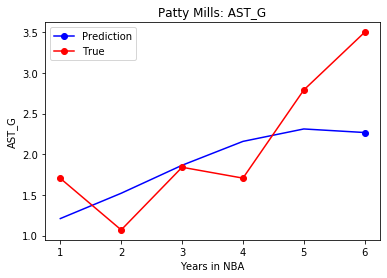 Patty Mills: AST_G
Prediction
True
AST_G
3.5
3.0
2.5
2.0
1.5
1.0
1 2 3 4 5 6
Years in NBA